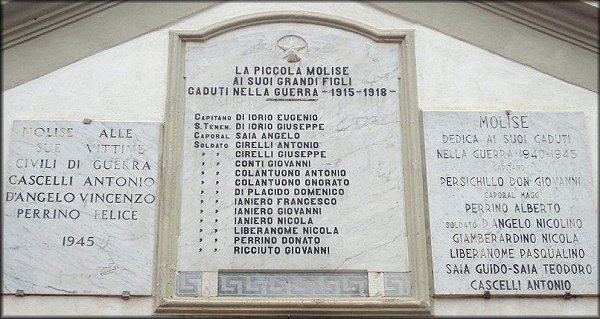 MOLISE ALLE
SUE VITTIME
CIVILI DI GUERRA
CASCELLI ANTONIO
D'ANGELO VINCENZO
PERRINO FELICE
1945
LA PICCOLA MOLISE
AI SUOI GRANDI FIGLI
CADUTI NELLA GUERRA -1915-1918-
CAPITANO DI IORIO EUGENIO
S. TENEN. DI IORIO GIUSEPPE
CAPORAL SAIA ANGELO
SOLDATO CIRELLI ANTONIO
" " CIRELLI GIUSEPPE
" " CONTI GIOVANNI
" " COLANTUONO ANTONIO
" " COLANTUONO ONORATO
" " DI PLACIDO DOMENICO
" " IANIERO FRANCESCO
" " IANIERO GIOVANNI
" " IANIERO NICOLA
" " LIBERANOME NICOLA
" " PERRINO DONATO
" " RICCIUTO GIOVANNI
MOLISE
DEDICA AI SUOI CADUTI
NELLA GUERRA 1940-1945
CAPITANO
PERSICHILLO DON GIOVANNI
CAPORAL MAGG.
PERRINO ALBERTO
SOLDATO D'ANGELO NICOLINO
GIAMBERARDINO NICOLA
LIBERANOME PASQUALINO
SAIA GUIDO-SAIA TEODORO
CASCELLI ANTONIO